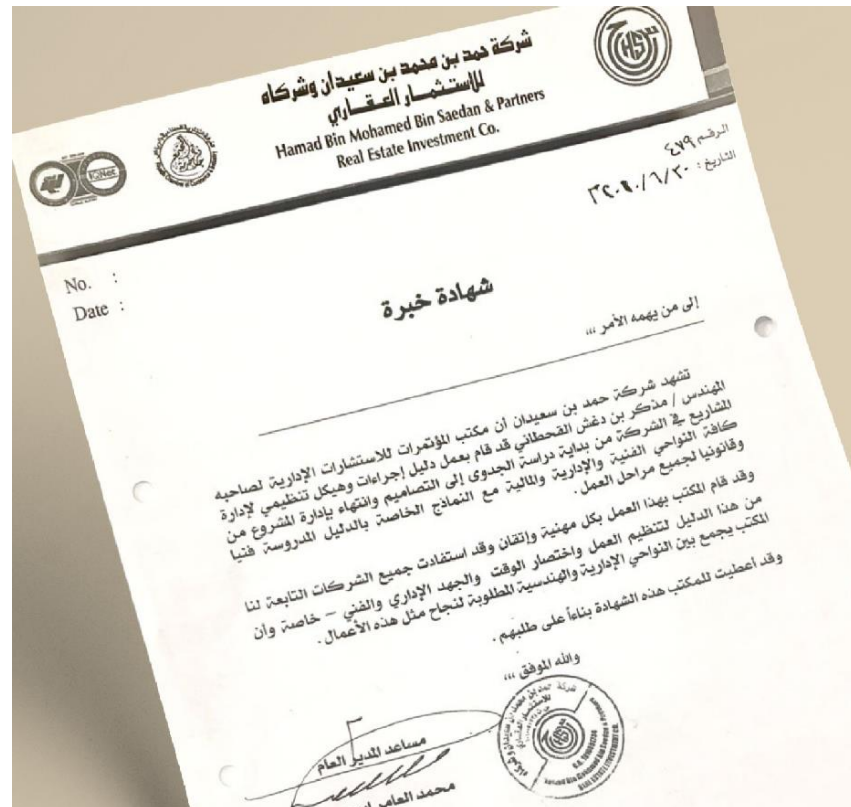 شركة حمد بن محمد بن سعيدان وشركاه
للاستثمار العقاري
Hamad Bin Mohamed Bin Saedan & Partners
Real Estate Investment Co.
HS
IQNet
الرقم ٤٧٩
التاريخ :
No. :
Date :
شهادة خبرة
إلى من يهمه الأمر ,,,
تشهد شركة حمد بن سعيدان أن مكتب المؤتمرات للاستشارات الإدارية لصاحبه
المهندس / مذكر بن دغش القحطاني قد قام بعمل دليل إجراءات وهيكل تنظيمي لإدارة
المشاريع في الشركة من بداية دراسة الجدوى إلى التصاميم وانتهاء بإدارة المشروع من
كافة النواحي الفنية والإدارية والمالية مع النماذج الخاصة بالدليل المدروسة فنيا
وقانونيا لجميع مراحل العمل .
وقد قام المكتب بهذا العمل بكل مهنية وإتقان وقد استفادت جميع الشركات التابعة لنا
من هذا الدليل لتنظيم العمل واختصار الوقت والجهد الإداري والفني – خاصة وأن
المكتب يجمع بين النواحي الإدارية والهندسية المطلوبة لنجاح مثل هذه الأعمال .
وقد اعطيت للمكتب هذه الشهادة بناءاً على طلبهم .
والله الموفق ,,,
مساعد المدير العام
محمد